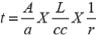 t = A/a X L/cc X 1/r